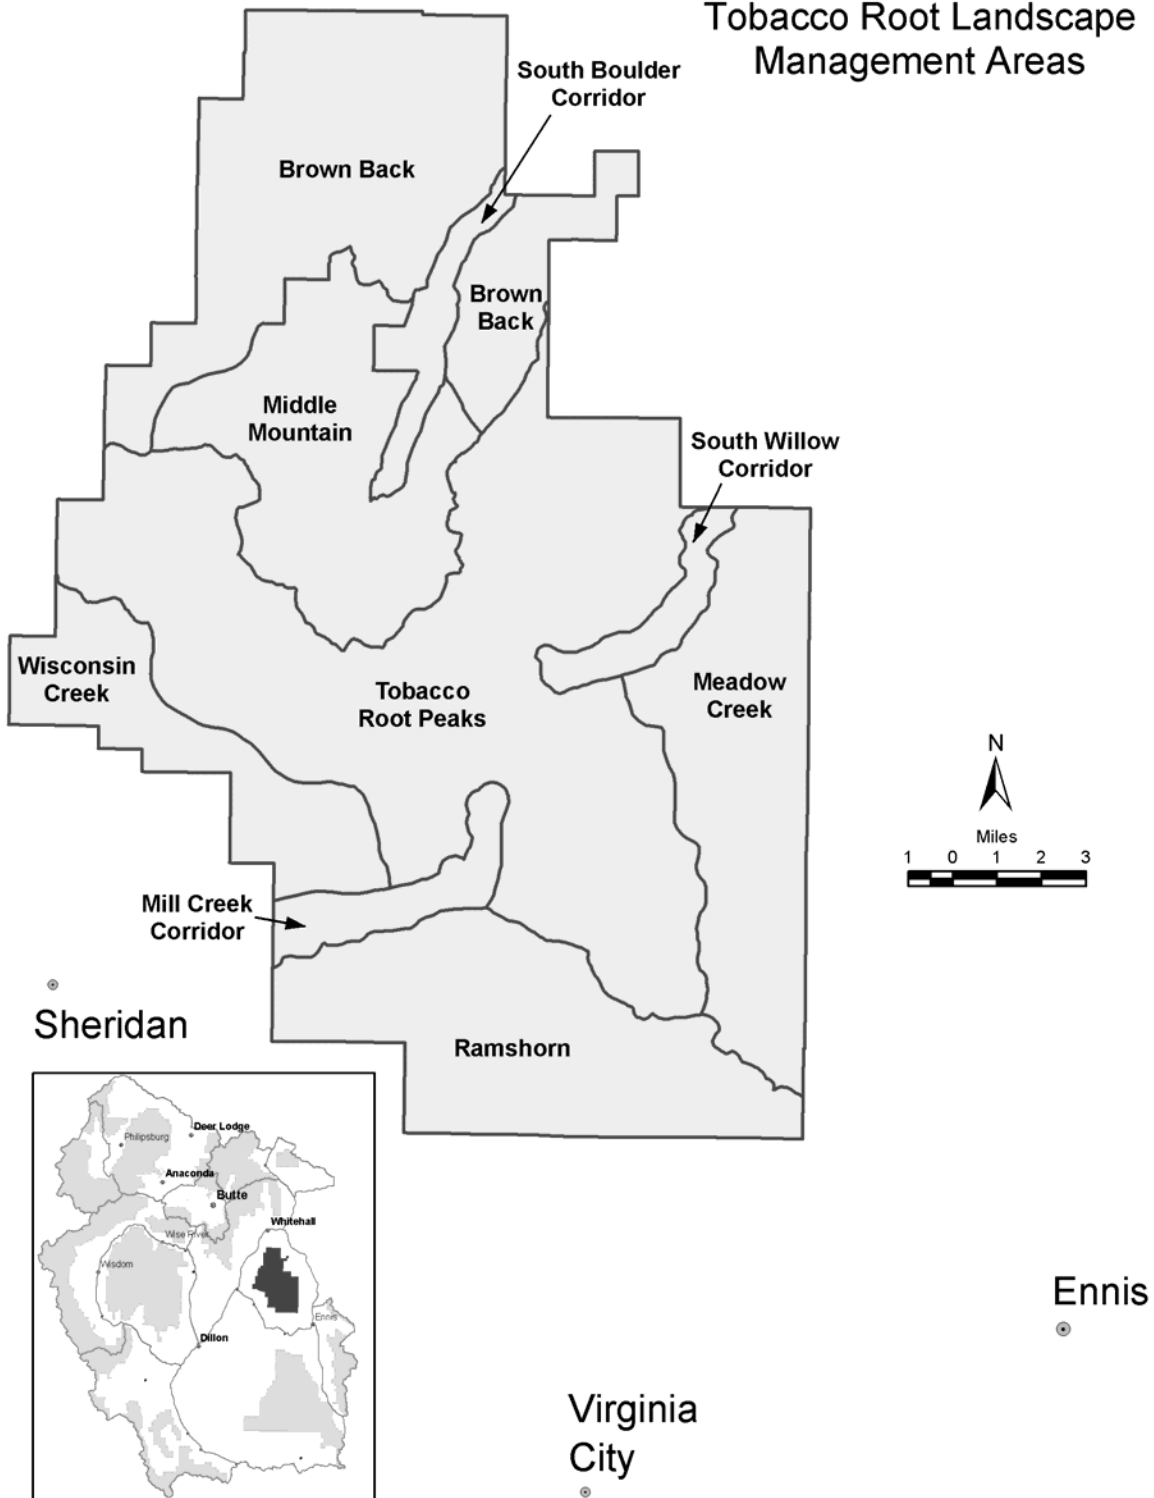 Tobacco Root Landscape
Management Areas
South Boulder
Corridor
Brown Back
Brown
Back
Middle
Mountain
South Willow
Corridor
Wisconsin
Creek
Tobacco
Root Peaks
Meadow
Creek
N
Miles
1 0 1 2 3
Mill Creek
Corridor
Sheridan
Ramshorn
Deer Lodge
Philipsburg
Anaconda
Butte
Whitehall
Wise River
Wisdom
Ennis
Dillon
Ennis
Virginia
City